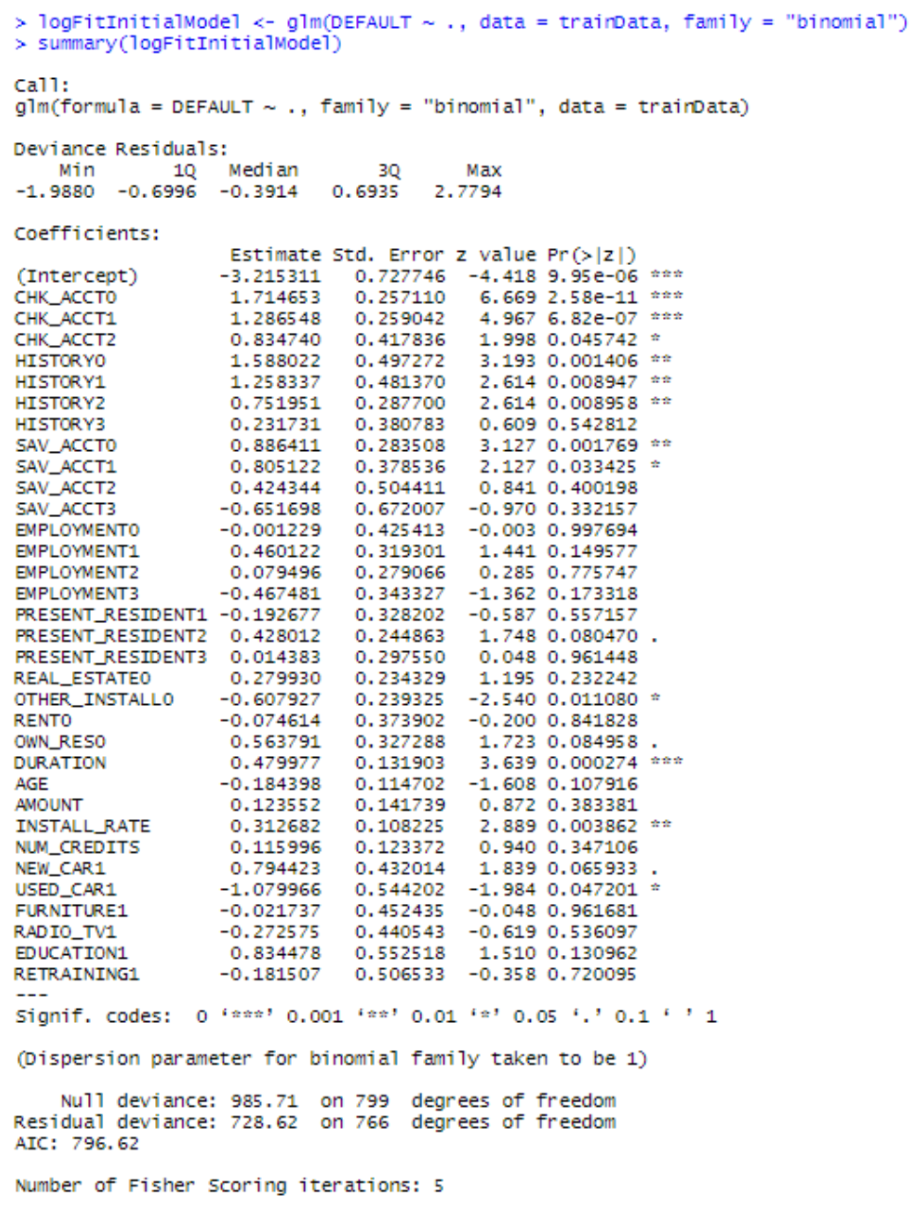 > logFitInitialModel <- glm(DEFAULT ~ ., data = trainData, family = "binomial")
> summary(logFitInitialModel)

Call:
glm(formula = DEFAULT ~ ., family = "binomial", data = trainData)

Deviance Residuals:
    Min       1Q   Median       3Q      Max
-1.9880  -0.6996  -0.3914   0.6935   2.7794

Coefficients:
                   Estimate Std. Error z value Pr(>|z|)
(Intercept)       -3.215311   0.727746  -4.418 9.95e-06 ***
CHK_ACCT0          1.714653   0.257110   6.669 2.58e-11 ***
CHK_ACCT1          1.286548   0.259042   4.967 6.82e-07 ***
CHK_ACCT2          0.834740   0.417836   1.998 0.045742 *
HISTORY0           1.588022   0.497272   3.193 0.001406 **
HISTORY1           1.258337   0.481370   2.614 0.008947 **
HISTORY2           0.751951   0.287700   2.614 0.008958 **
HISTORY3           0.231731   0.380783   0.609 0.542812
SAV_ACCT0          0.886411   0.283508   3.127 0.001769 **
SAV_ACCT1          0.805122   0.378536   2.127 0.033425 *
SAV_ACCT2          0.424344   0.504411   0.841 0.400198
SAV_ACCT3         -0.651698   0.672007  -0.970 0.332157
EMPLOYMENT0       -0.001229   0.425413  -0.003 0.997694
EMPLOYMENT1        0.460122   0.319301   1.441 0.149577
EMPLOYMENT2        0.079496   0.279066   0.285 0.775747
EMPLOYMENT3       -0.467481   0.343327  -1.362 0.173318
PRESENT_RESIDENT1 -0.192677   0.328202  -0.587 0.557157
PRESENT_RESIDENT2  0.428012   0.244863   1.748 0.080470 .
PRESENT_RESIDENT3  0.014383   0.297550   0.048 0.961448
REAL_ESTATE0       0.279930   0.234329   1.195 0.232242
OTHER_INSTALL0    -0.607927   0.239325  -2.540 0.011080 *
RENT0             -0.074614   0.373902  -0.200 0.841828
OWN_RES0           0.563791   0.327288   1.723 0.084958 .
DURATION           0.479977   0.131903   3.639 0.000274 ***
AGE               -0.184398   0.114702  -1.608 0.107916
AMOUNT             0.123552   0.141739   0.872 0.383381
INSTALL_RATE       0.312682   0.108225   2.889 0.003862 **
NUM_CREDITS        0.115996   0.123372   0.940 0.347106
NEW_CAR1           0.794423   0.432014   1.839 0.065933 .
USED_CAR1         -1.079966   0.544202  -1.984 0.047201 *
FURNITURE1        -0.021737   0.452435  -0.048 0.961681
RADIO_TV1         -0.272575   0.440543  -0.619 0.536097
EDUCATION1         0.834478   0.552518   1.510 0.130962
RETRAINING1       -0.181507   0.506533  -0.358 0.720095
---
Signif. codes:  0 ‘***’ 0.001 ‘**’ 0.01 ‘*’ 0.05 ‘.’ 0.1 ‘ ’ 1

(Dispersion parameter for binomial family taken to be 1)

    Null deviance: 985.71  on 799  degrees of freedom
Residual deviance: 728.62  on 766  degrees of freedom
AIC: 796.62

Number of Fisher Scoring iterations: 5